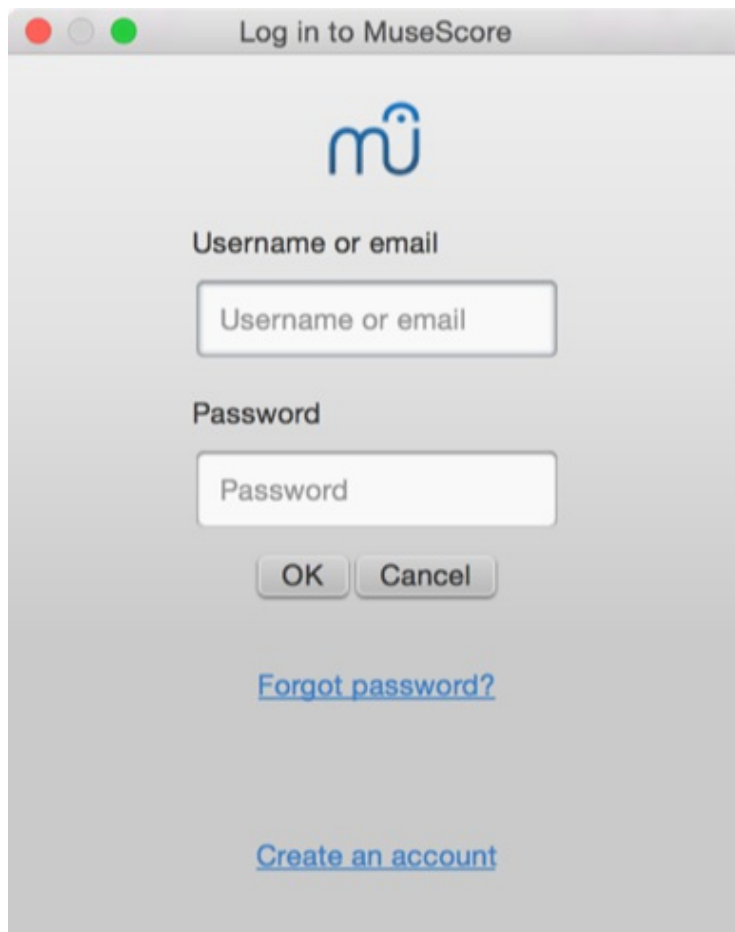 Log in to MuseScore
mu
Username or email
Username or email
Password
Password
OK Cancel
Forgot password?
Create an account